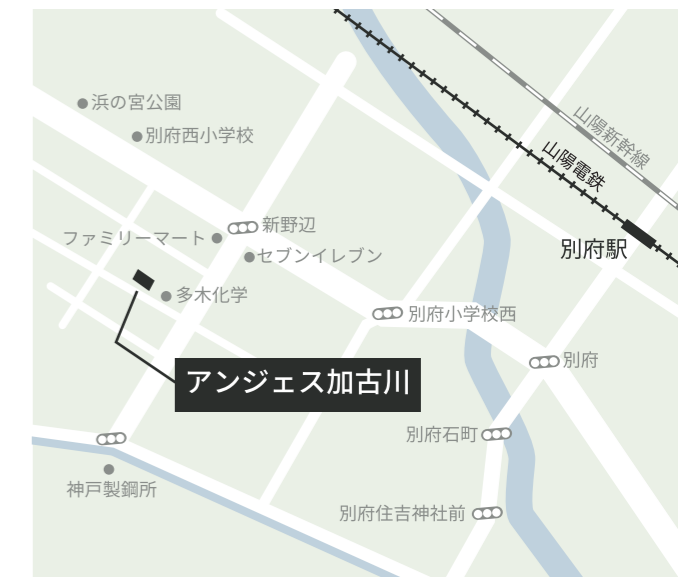 浜の宮公園
別府西小学校
山陽新幹線
山陽電鉄
新野辺
ファミリーマート
セブンイレブン
別府駅
多木化学
別府小学校西
別府
アンジェス加古川
別府石町
神戸製鋼所
別府住吉神社前